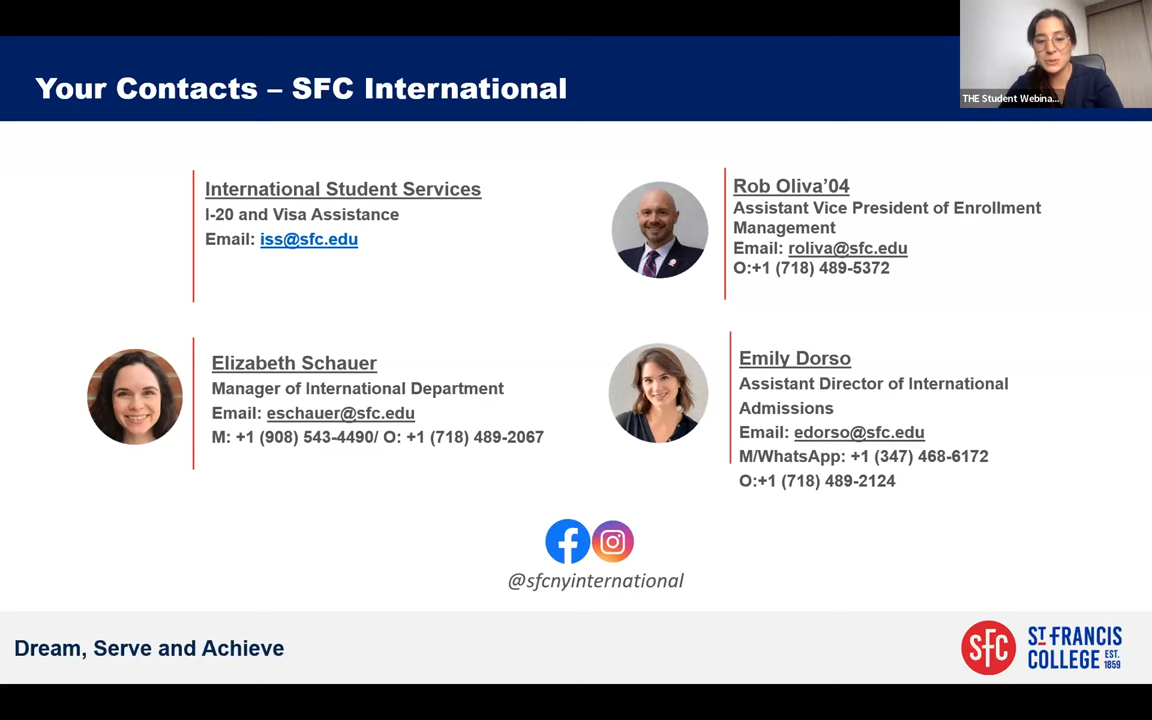 Your Contacts – SFC International
THE Student Webina...
International Student Services
I-20 and Visa Assistance
Email: iss@sfc.edu
Rob Oliva’04
Assistant Vice President of Enrollment
Management
Email: roliva@sfc.edu
O:+1 (718) 489-5372
Elizabeth Schauer
Manager of International Department
Email: eschauer@sfc.edu
M: +1 (908) 543-4490/ O: +1 (718) 489-2067
Emily Dorso
Assistant Director of International
Admissions
Email: edorso@sfc.edu
M/WhatsApp: +1 (347) 468-6172
O:+1 (718) 489-2124
@sfcnyinternational
Dream, Serve and Achieve
SFC
ST FRANCIS
COLLEGE EST. 1859